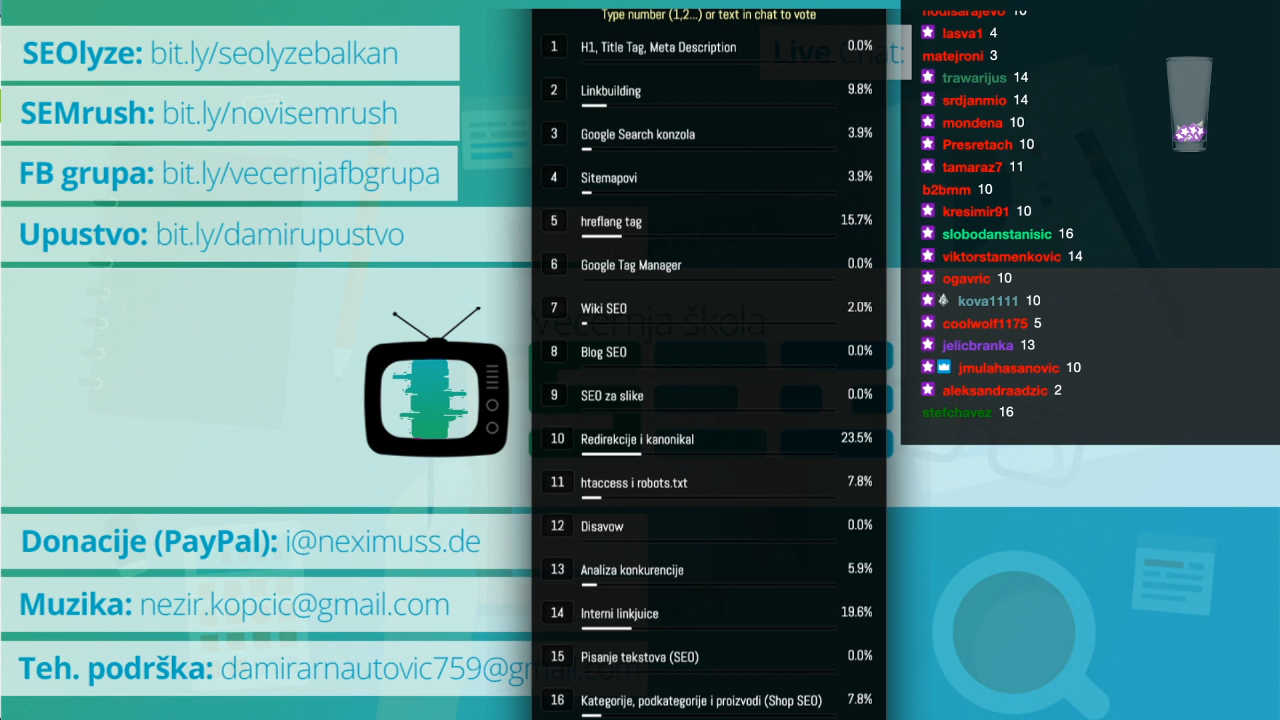 SEOlyze: bit.ly/seolyzebalkan
SEMrush: bit.ly/novisemrush
FB grupa: bit.ly/vecernjafbgrupa
Upustvo: bit.ly/damirupustvo
Donacije (PayPal): i@neximuss.de
Muzika: nezir.kopcic@gmail.com
Teh. podrška: damirarnautovic759@gmail.com
Type number (1,2...) or text in chat to vote
1 H1, Title Tag, Meta Description 0.0%
2 Linkbuilding 9.8%
3 Google Search konzola 3.9%
4 Sitemapovi 3.9%
5 hreflang tag 15.7%
6 Google Tag Manager 0.0%
7 Wiki SEO 2.0%
8 Blog SEO 0.0%
9 SEO za slike 0.0%
10 Redirekcije i kanonikal 23.5%
11 htaccess i robots.txt 7.8%
12 Disavow 0.0%
13 Analiza konkurencije 5.9%
14 Interni linkjuice 19.6%
15 Pisanje tekstova (SEO) 0.0%
16 Kategorije, podkategorije i proizvodi (Shop SEO) 7.8%
Večernja škola
Live Chat:
nodisarajevo 10
lasva1 4
matejroni 3
trawarijus 14
srdjanmio 14
mondena 10
Presretach 10
tamaraz7 11
b2bmm 10
kresimir91 10
slobodanstanisic 16
viktorstamenkovic 14
ogavric 10
kova1111 10
coolwolf1175 5
jelicbranka 13
jmulahasanovic 10
aleksandraadzic 2
stefchavez 16